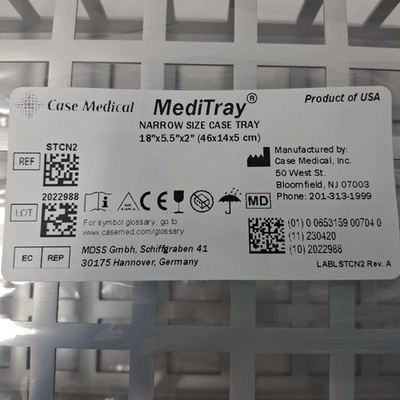 Case Medical
MediTray®
Product of USA
NARROW SIZE CASE TRAY
18"x5.5"x2" (46x14x5 cm)
STCN2
REF
2022988
LOT
Manufactured by:
Case Medical, Inc.
50 West St.
Bloomfield, NJ 07003
Phone: 201-313-1999
CE
MD
For symbol glossary, go to:
www.casemed.com/glossary
EC REP
MDSS Gmbh, Schiffgraben 41
30175 Hannover, Germany
(01) 0 0653159 00704 0
(11) 230420
(10) 2022988
LABLSTCN2 Rev. A